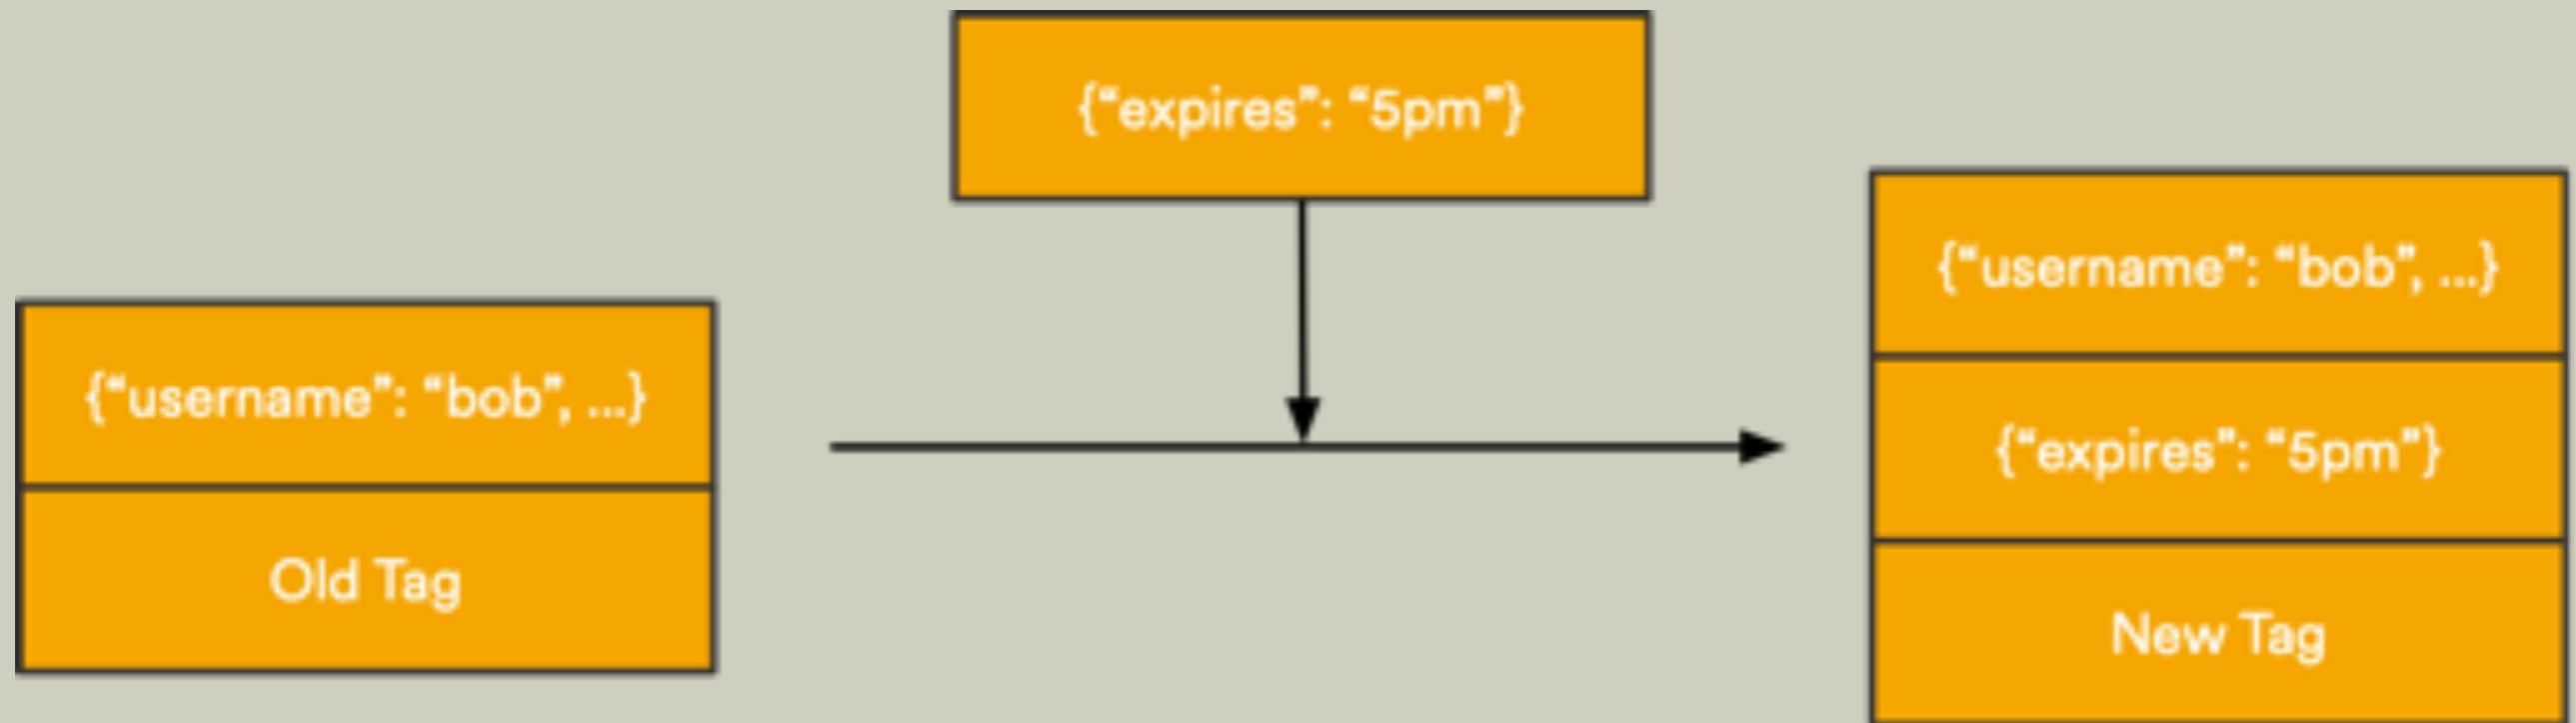 {“expires”: “5pm”}
{“username”: “bob”, ...}
Old Tag
{“username”: “bob”, ...}
{“expires”: “5pm”}
New Tag